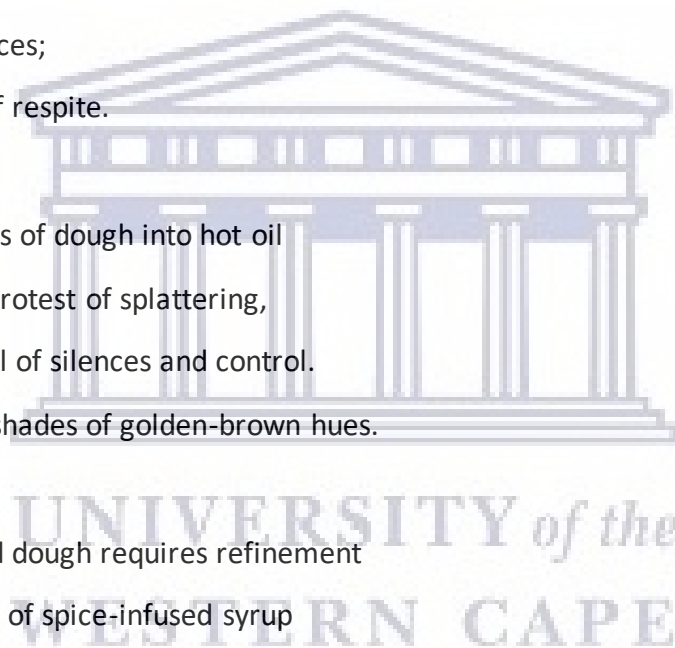 ces;
f respite.
s of dough into hot oil
rotest of splattering,
l of silences and control.
shades of golden-brown hues.
UNIVERSITY of the
l dough requires refinement
WESTERN CAPE
of spice-infused syrup